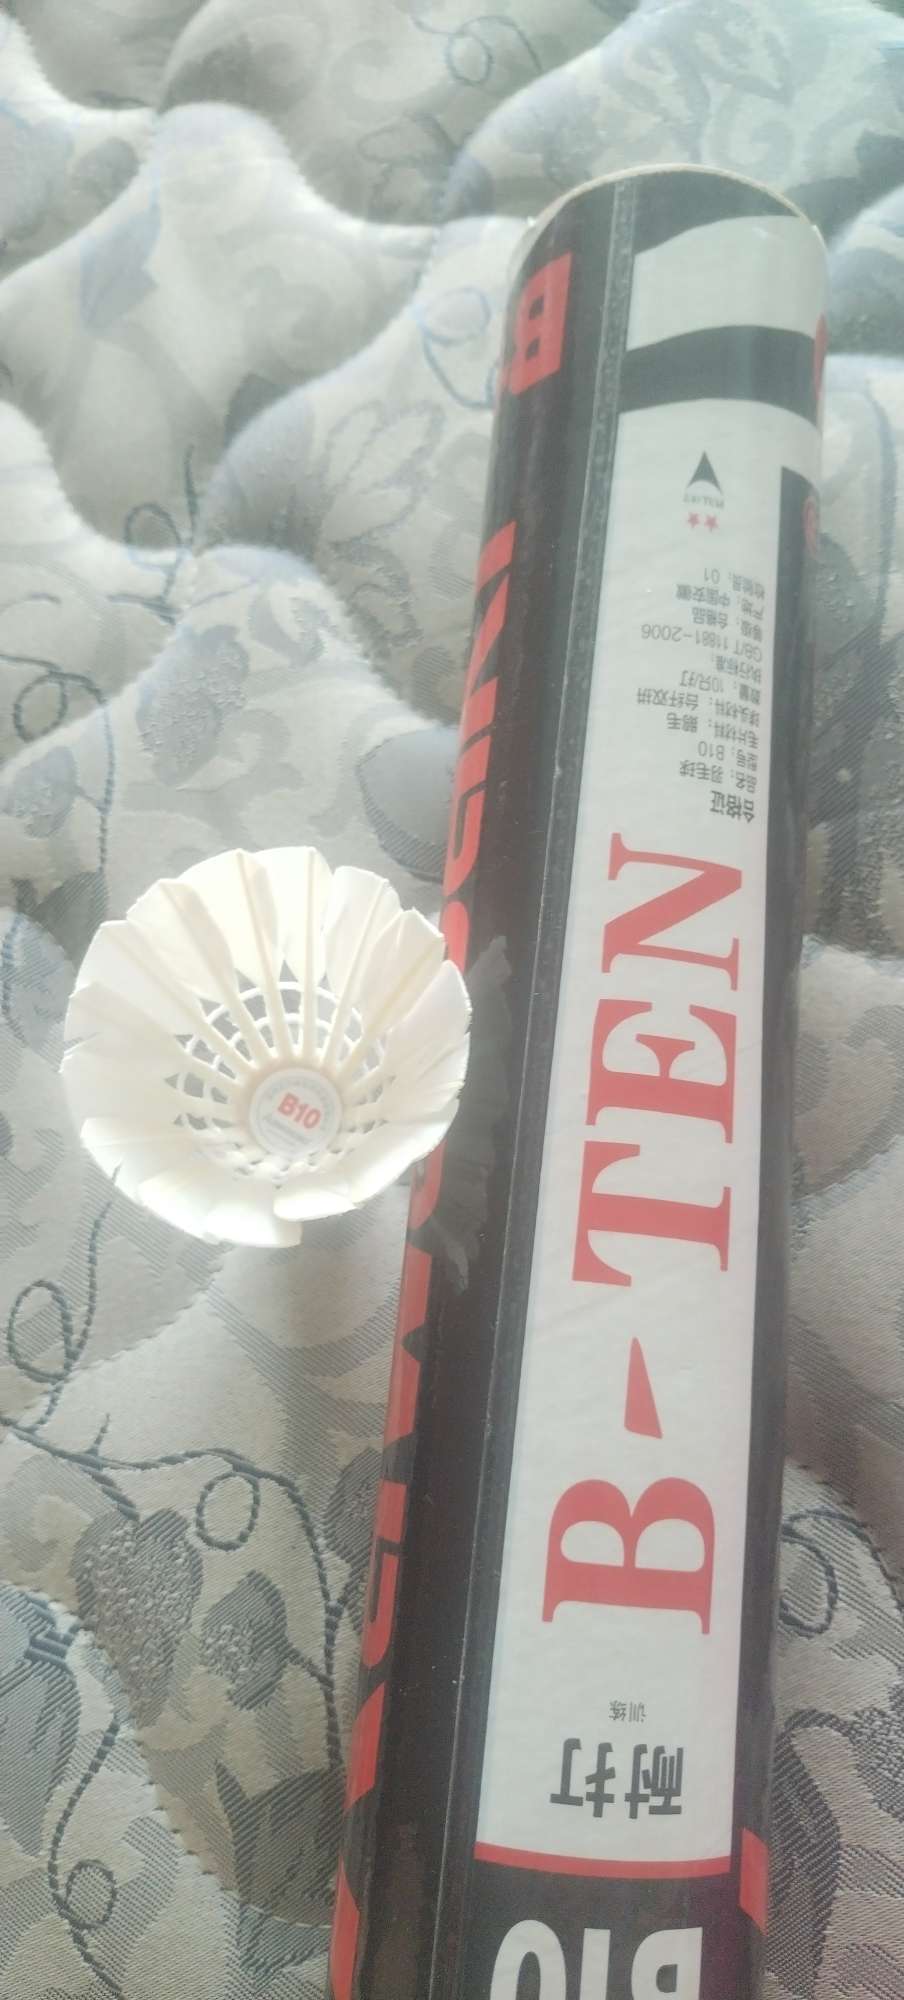 B-TEN
耐打
训练
B10
合格证
品名：羽毛球
型号：B10
毛片材料：鹅毛
球头材料：台纤双拼
数量：10只/打
执行标准：
GB/T 11881-2006
等级：合格品
产地：中国安徽
检验员：01
B10